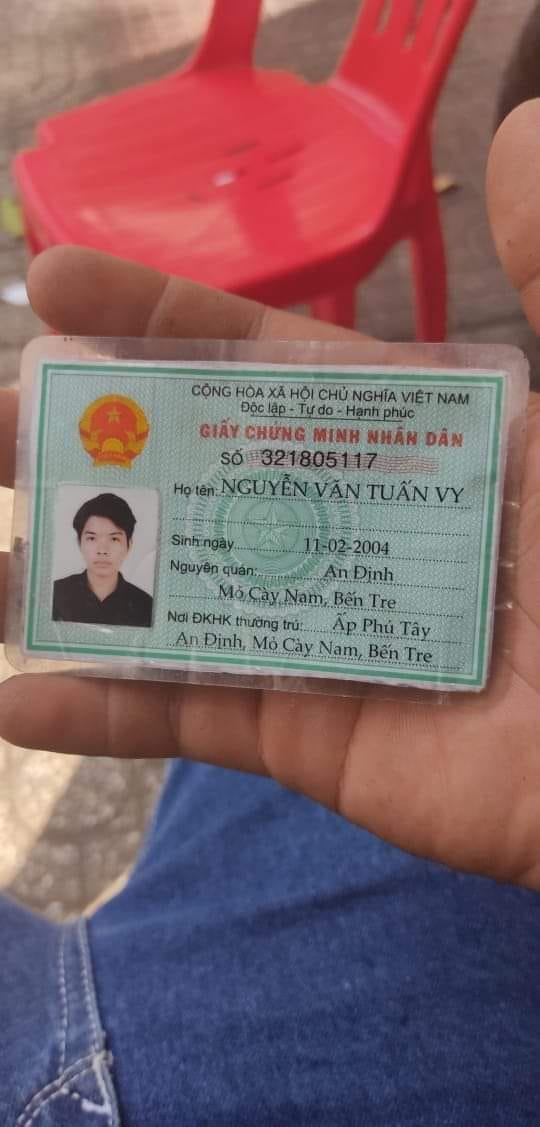 CỘNG HÒA XÃ HỘI CHỦ NGHĨA VIỆT NAM
Độc lập - Tự do - Hạnh phúc
GIẤY CHỨNG MINH NHÂN DÂN
SỐ 321805117
Họ tên: NGUYỄN VĂN TUẤN VY
Sinh ngày 11-02-2004
Nguyên quán: An Định
Mỏ Cày Nam, Bến Tre
Nơi ĐKHK thường trú: Ấp Phú Tây
An Định, Mỏ Cày Nam, Bến Tre